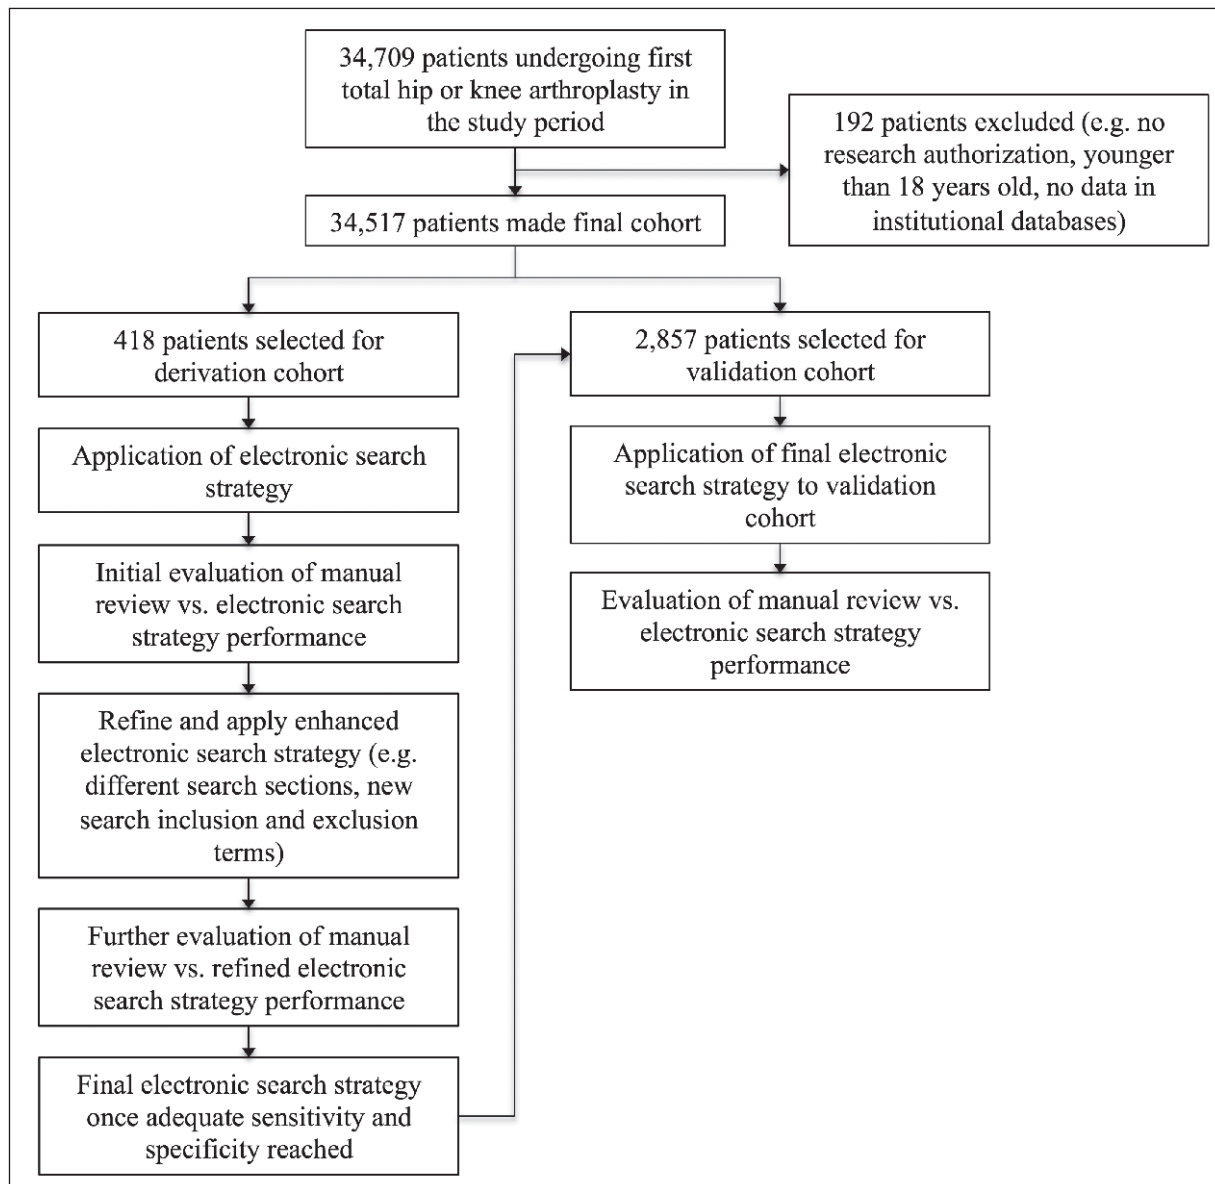 34,709 patients undergoing first
total hip or knee arthroplasty in
the study period
192 patients excluded (e.g. no
research authorization, younger
than 18 years old, no data in
institutional databases)
34,517 patients made final cohort
418 patients selected for
derivation cohort
Application of electronic search
strategy
Initial evaluation of manual
review vs. electronic search
strategy performance
Refine and apply enhanced
electronic search strategy (e.g.
different search sections, new
search inclusion and exclusion
terms)
Further evaluation of manual
review vs. refined electronic
search strategy performance
Final electronic search strategy
once adequate sensitivity and
specificity reached
2,857 patients selected for
validation cohort
Application of final electronic
search strategy to validation
cohort
Evaluation of manual review vs.
electronic search strategy
performance